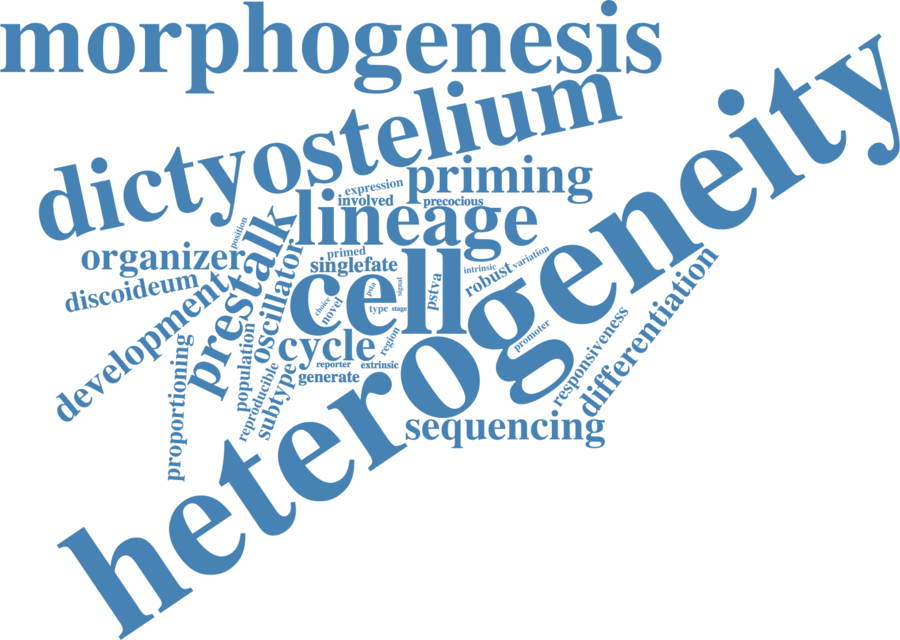 morphogenesis
dictyostelium
heterogeneity
priming
expression
involved
precocious
lineage
position
organizer
prestalk
oscillator
primed
singlefate
cell
intrinsic
variation
robust
discoideum
development
pstva
psta
signal
choice
novel
type
stage
promoter
differentiation
responsiveness
cycle
region
reporter
extrinsic
generate
population
proportioning
reproducible
subtype
sequencing